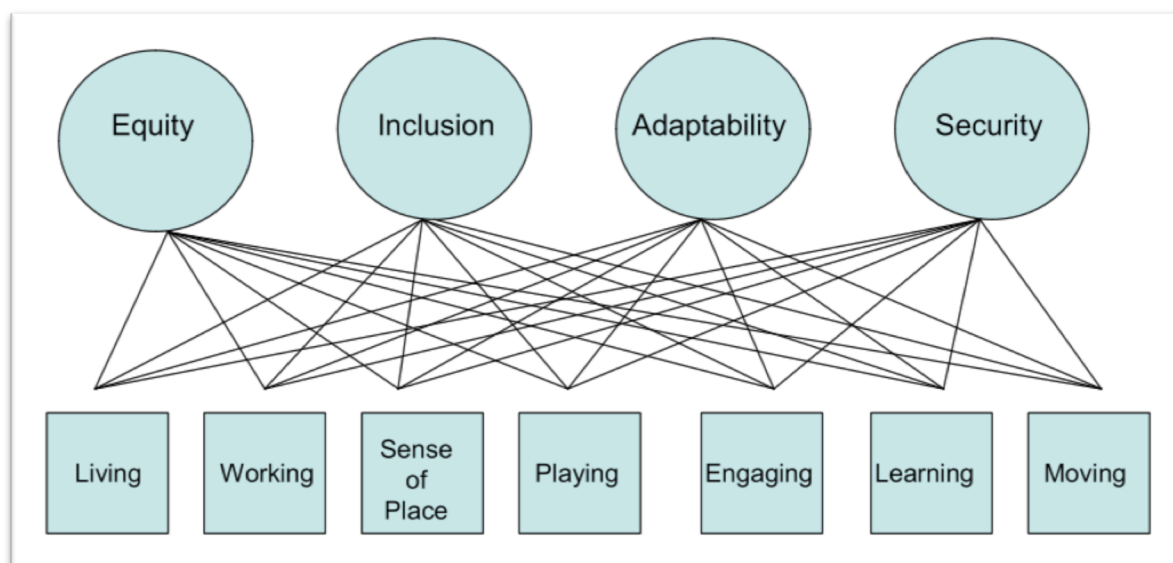 Equity
Inclusion
Adaptability
Security
Living
Working
Sense
of
Place
Playing
Engaging
Learning
Moving